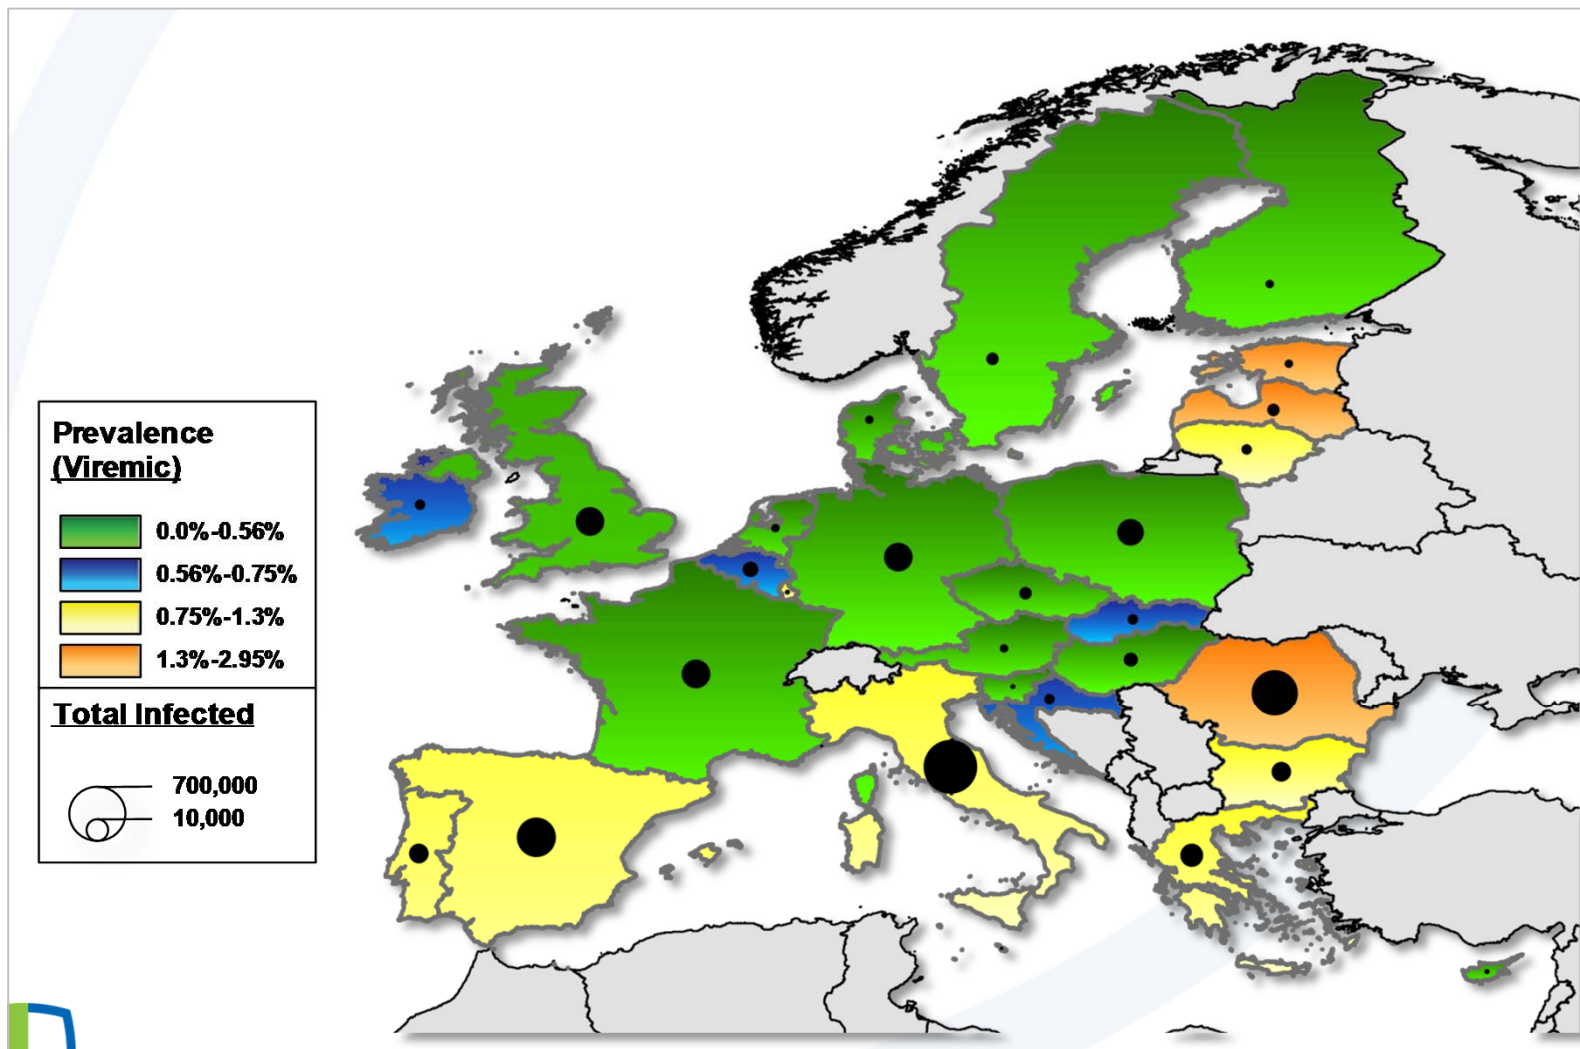 Prevalence
(Viremic)
0.0%-0.56%
0.56%-0.75%
0.75%-1.3%
1.3%-2.95%
Total Infected
700,000
10,000